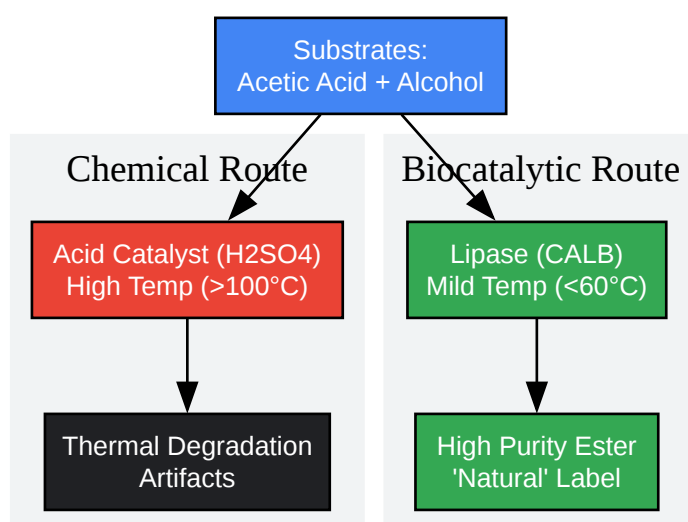 Substrates:
Acetic Acid + Alcohol
Chemical Route
Biocatalytic Route
Acid Catalyst (H2SO4)
High Temp (>100°C)
Lipase (CALB)
Mild Temp (<60°C)
Thermal Degradation
Artifacts
High Purity Ester
'Natural' Label